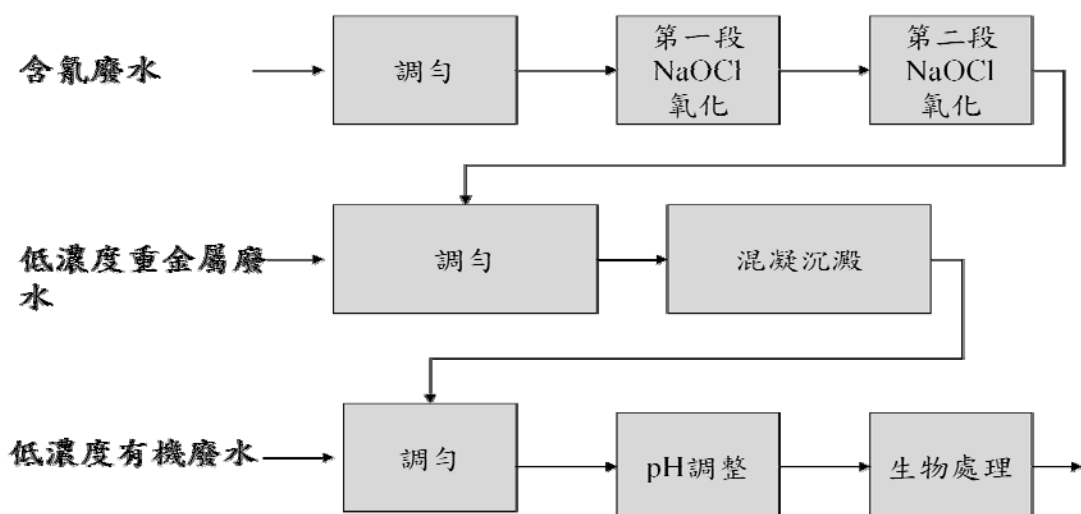 含氰廢水
調勻
第一段
NaOCl
氧化
第二段
NaOCl
氧化
低濃度重金屬廢
水
調勻
混凝沉澱
低濃度有機廢水
調勻
pH調整
生物處理